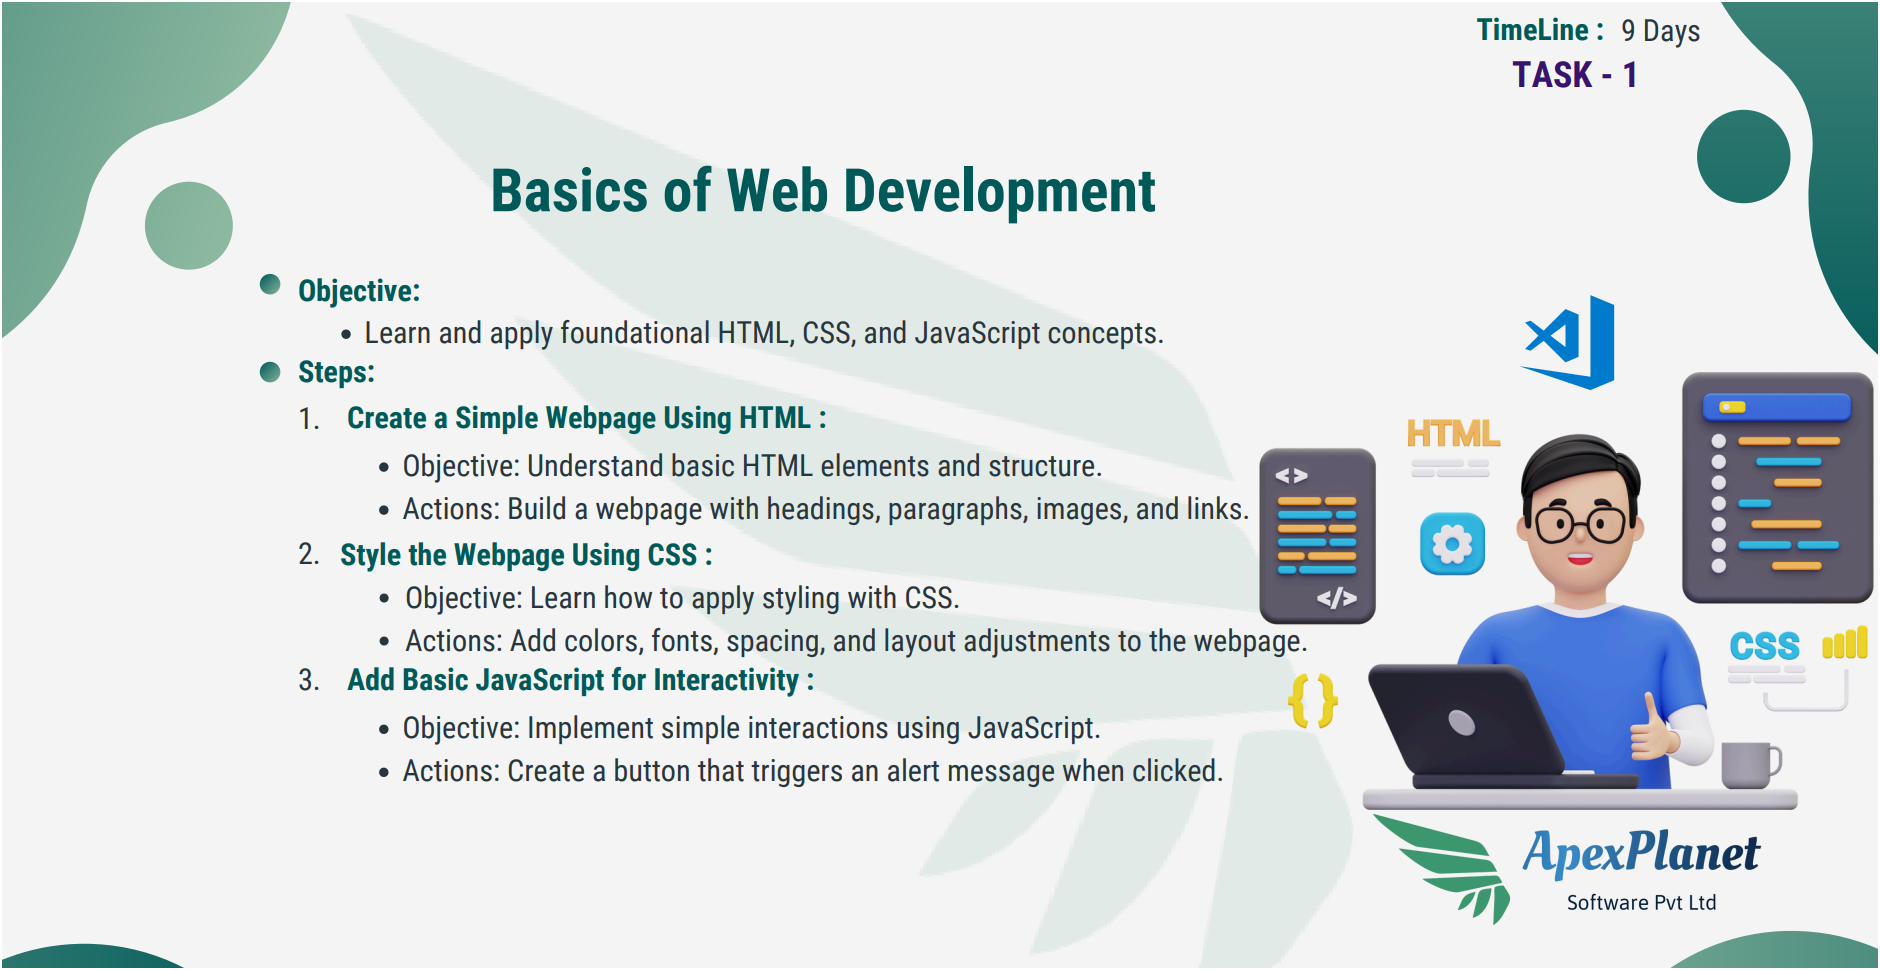 TimeLine : 9 Days
TASK - 1
Basics of Web Development
Objective:
• Learn and apply foundational HTML, CSS, and JavaScript concepts.
Steps:
1. Create a Simple Webpage Using HTML :
• Objective: Understand basic HTML elements and structure.
• Actions: Build a webpage with headings, paragraphs, images, and links.
2. Style the Webpage Using CSS :
• Objective: Learn how to apply styling with CSS.
• Actions: Add colors, fonts, spacing, and layout adjustments to the webpage.
3. Add Basic JavaScript for Interactivity :
• Objective: Implement simple interactions using JavaScript.
• Actions: Create a button that triggers an alert message when clicked.
HTML
<>
</>
CSS
{}
ApexPlanet
Software Pvt Ltd